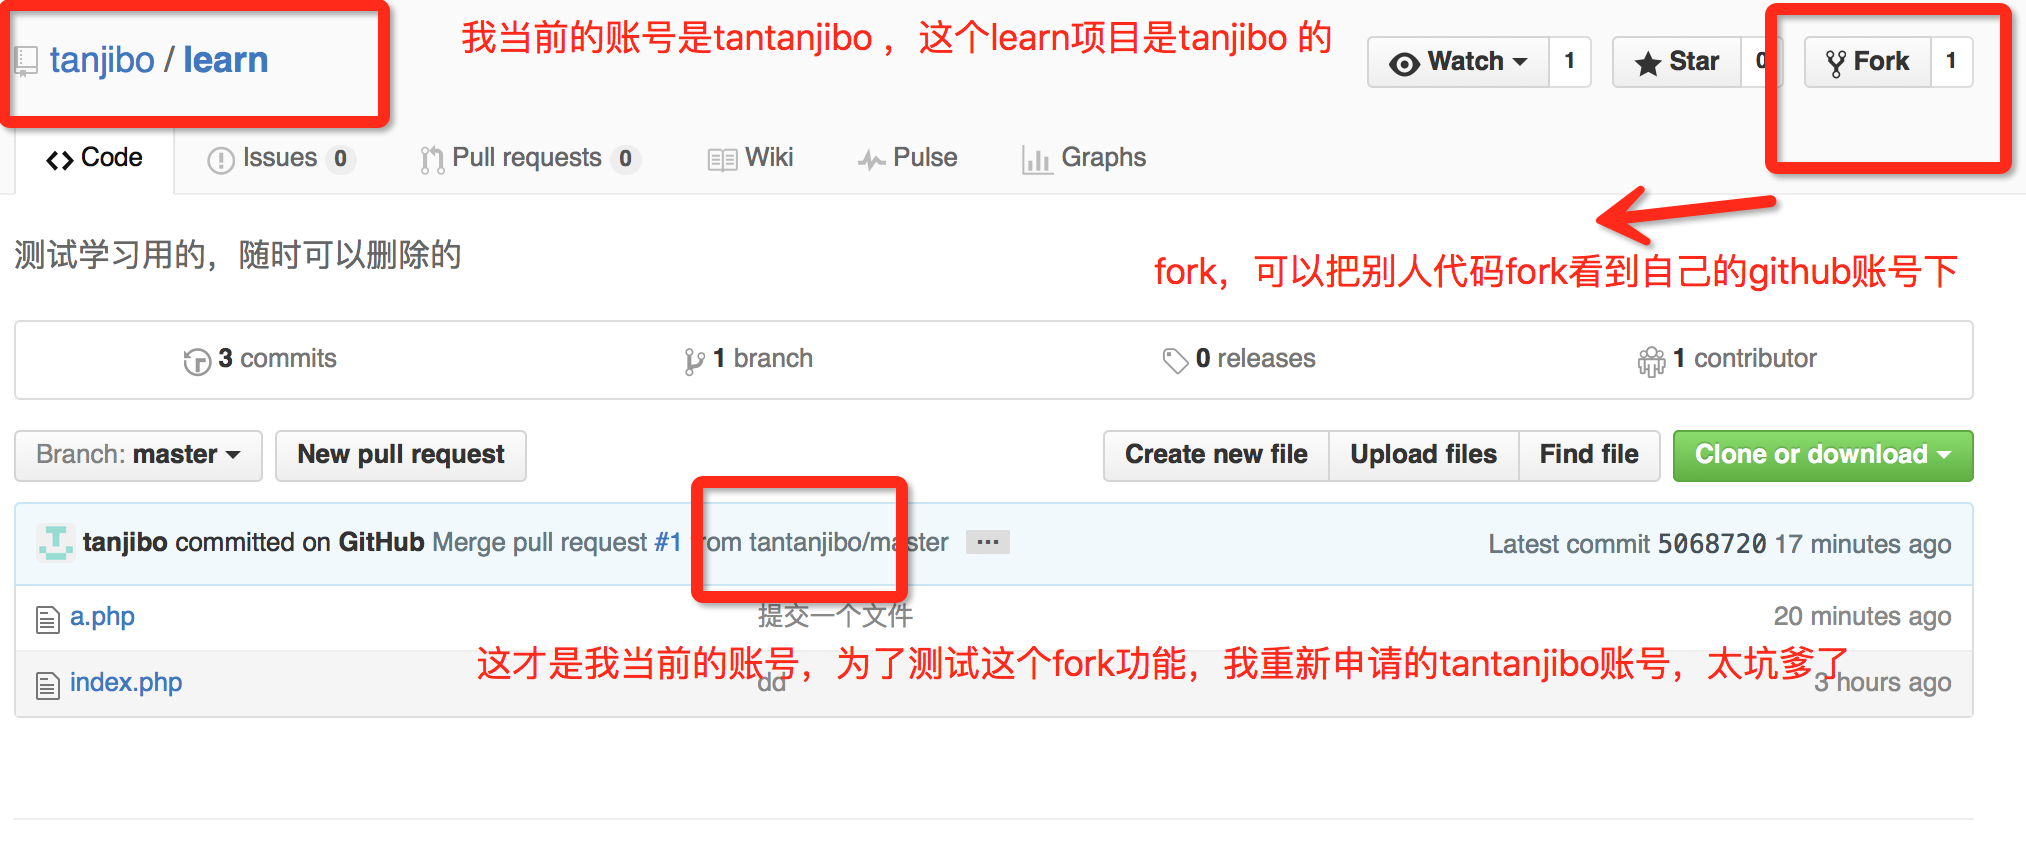 tanjibo / learn
我当前的账号是tantanjibo ，这个learn项目是tanjibo 的
Watch 1
Star 0
Fork 1
Code
Issues 0
Pull requests 0
Wiki
Pulse
Graphs
测试学习用的，随时可以删除的
fork，可以把别人代码fork看到自己的github账号下
3 commits
1 branch
0 releases
1 contributor
Branch: master
New pull request
Create new file
Upload files
Find file
Clone or download
tanjibo committed on GitHub Merge pull request #1 from tantanjibo/master ...
Latest commit 5068720 17 minutes ago
a.php
提交一个文件
20 minutes ago
这才是我当前的账号，为了测试这个fork功能，我重新申请的tantanjibo账号，太坑爹了
index.php
dd
3 hours ago